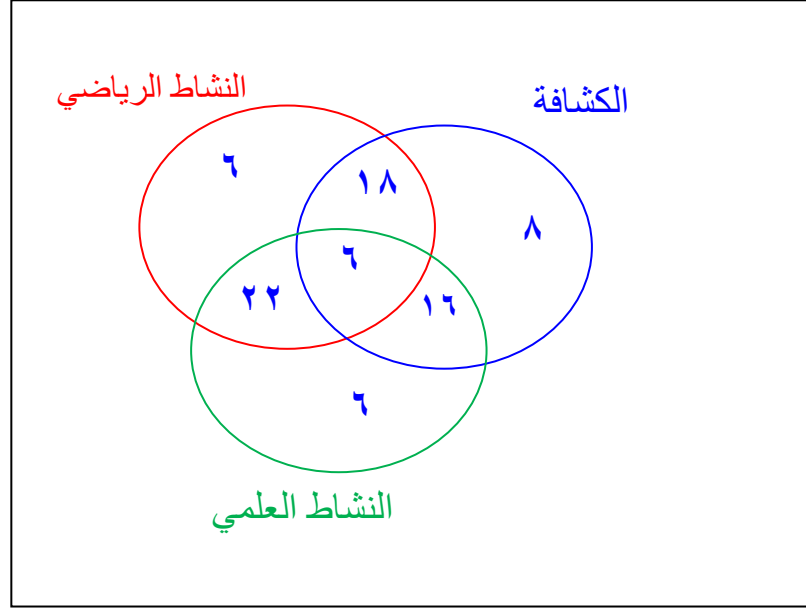 النشاط الرياضي
الكشافة
٦
١٨
٨
٦
٢٢
١٦
٦
النشاط العلمي